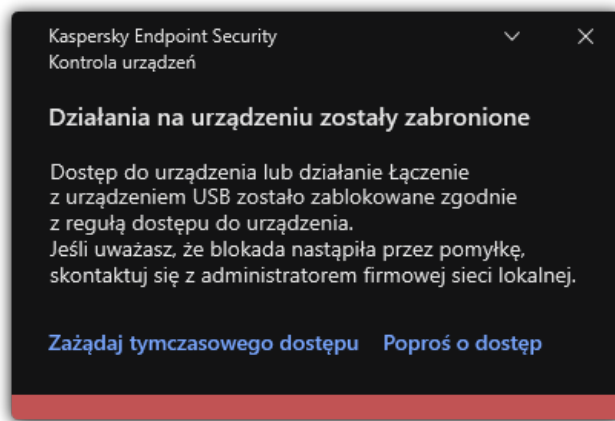 Kaspersky Endpoint Security
Kontrola urządzeń
Działania na urządzeniu zostały zabronione
Dostęp do urządzenia lub działanie Łączenie
z urządzeniem USB zostało zablokowane zgodnie
z regułą dostępu do urządzenia.
Jeśli uważasz, że blokada nastąpiła przez pomyłkę,
skontaktuj się z administratorem firmowej sieci lokalnej.
Zażądaj tymczasowego dostępu Poproś o dostęp